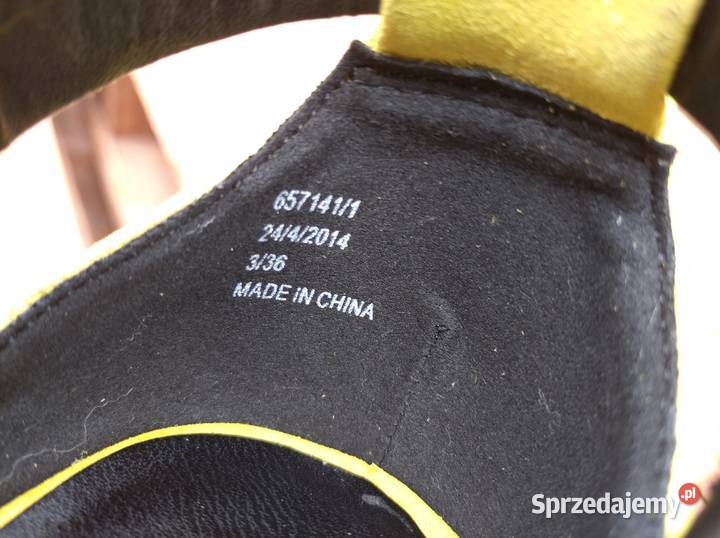 657141/1
24/4/2014
3/36
MADE IN CHINA
Sprzedajemy.pl